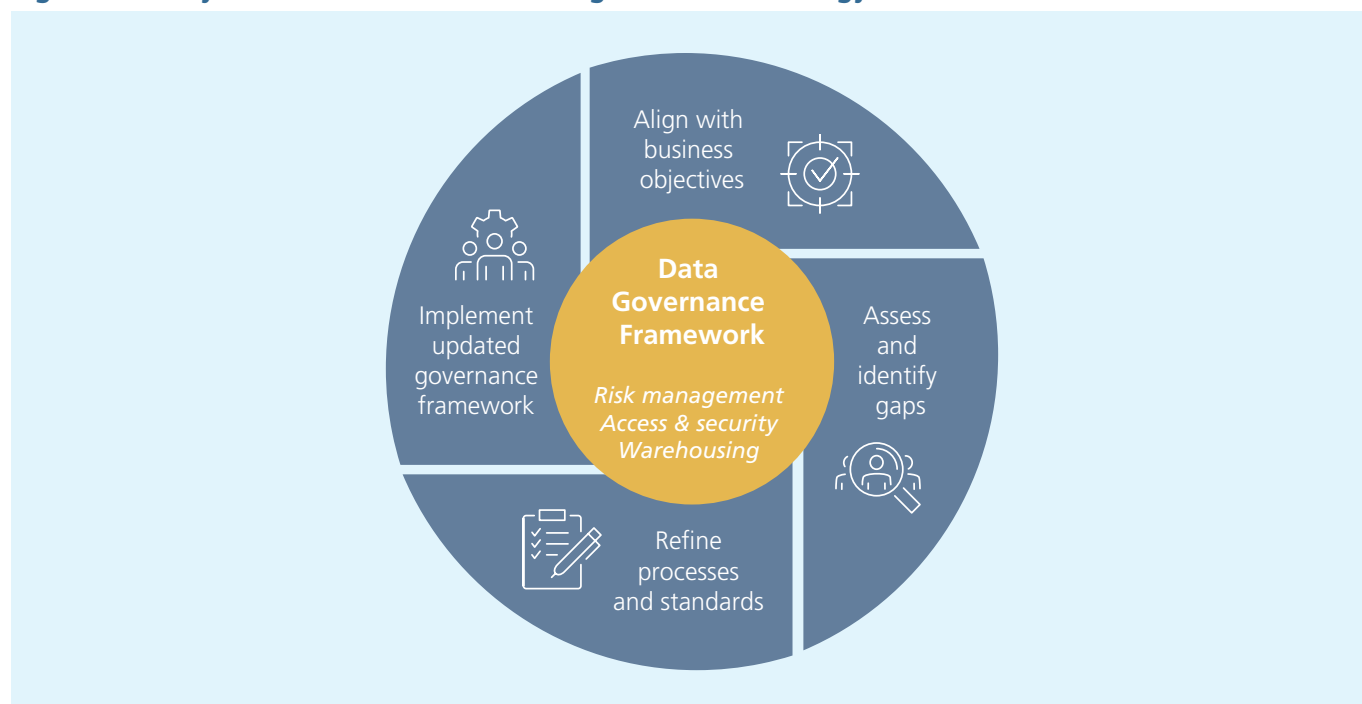 Align with
business
objectives
Assess
and
identify
gaps
Refine
processes
and standards
Implement
updated
governance
framework
Data
Governance
Framework
Risk management
Access & security
Warehousing